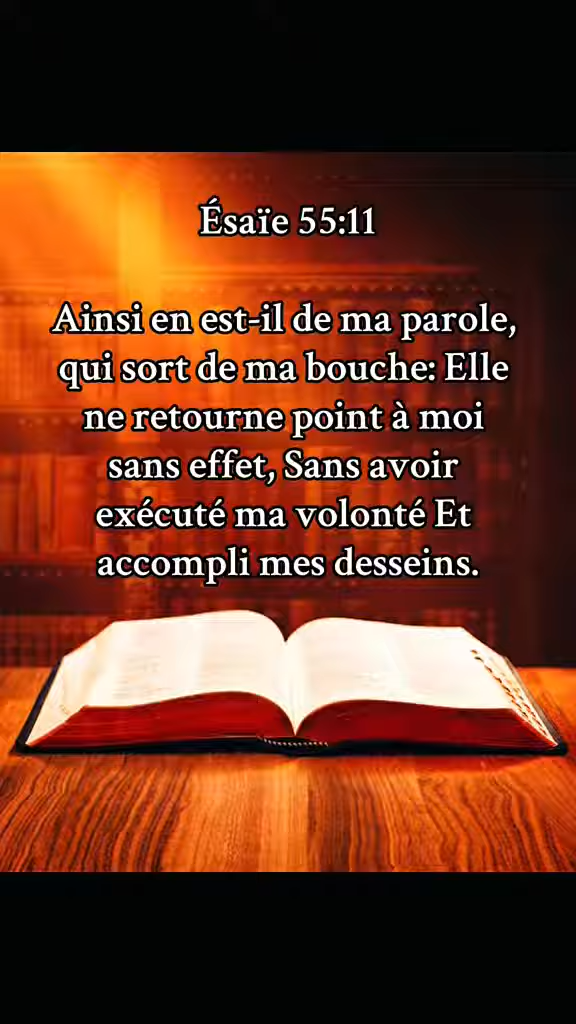 Ésaïe 55:11
Ainsi en est-il de ma parole,
qui sort de ma bouche: Elle
ne retourne point à moi
sans effet, Sans avoir
exécuté ma volonté Et
accompli mes desseins.